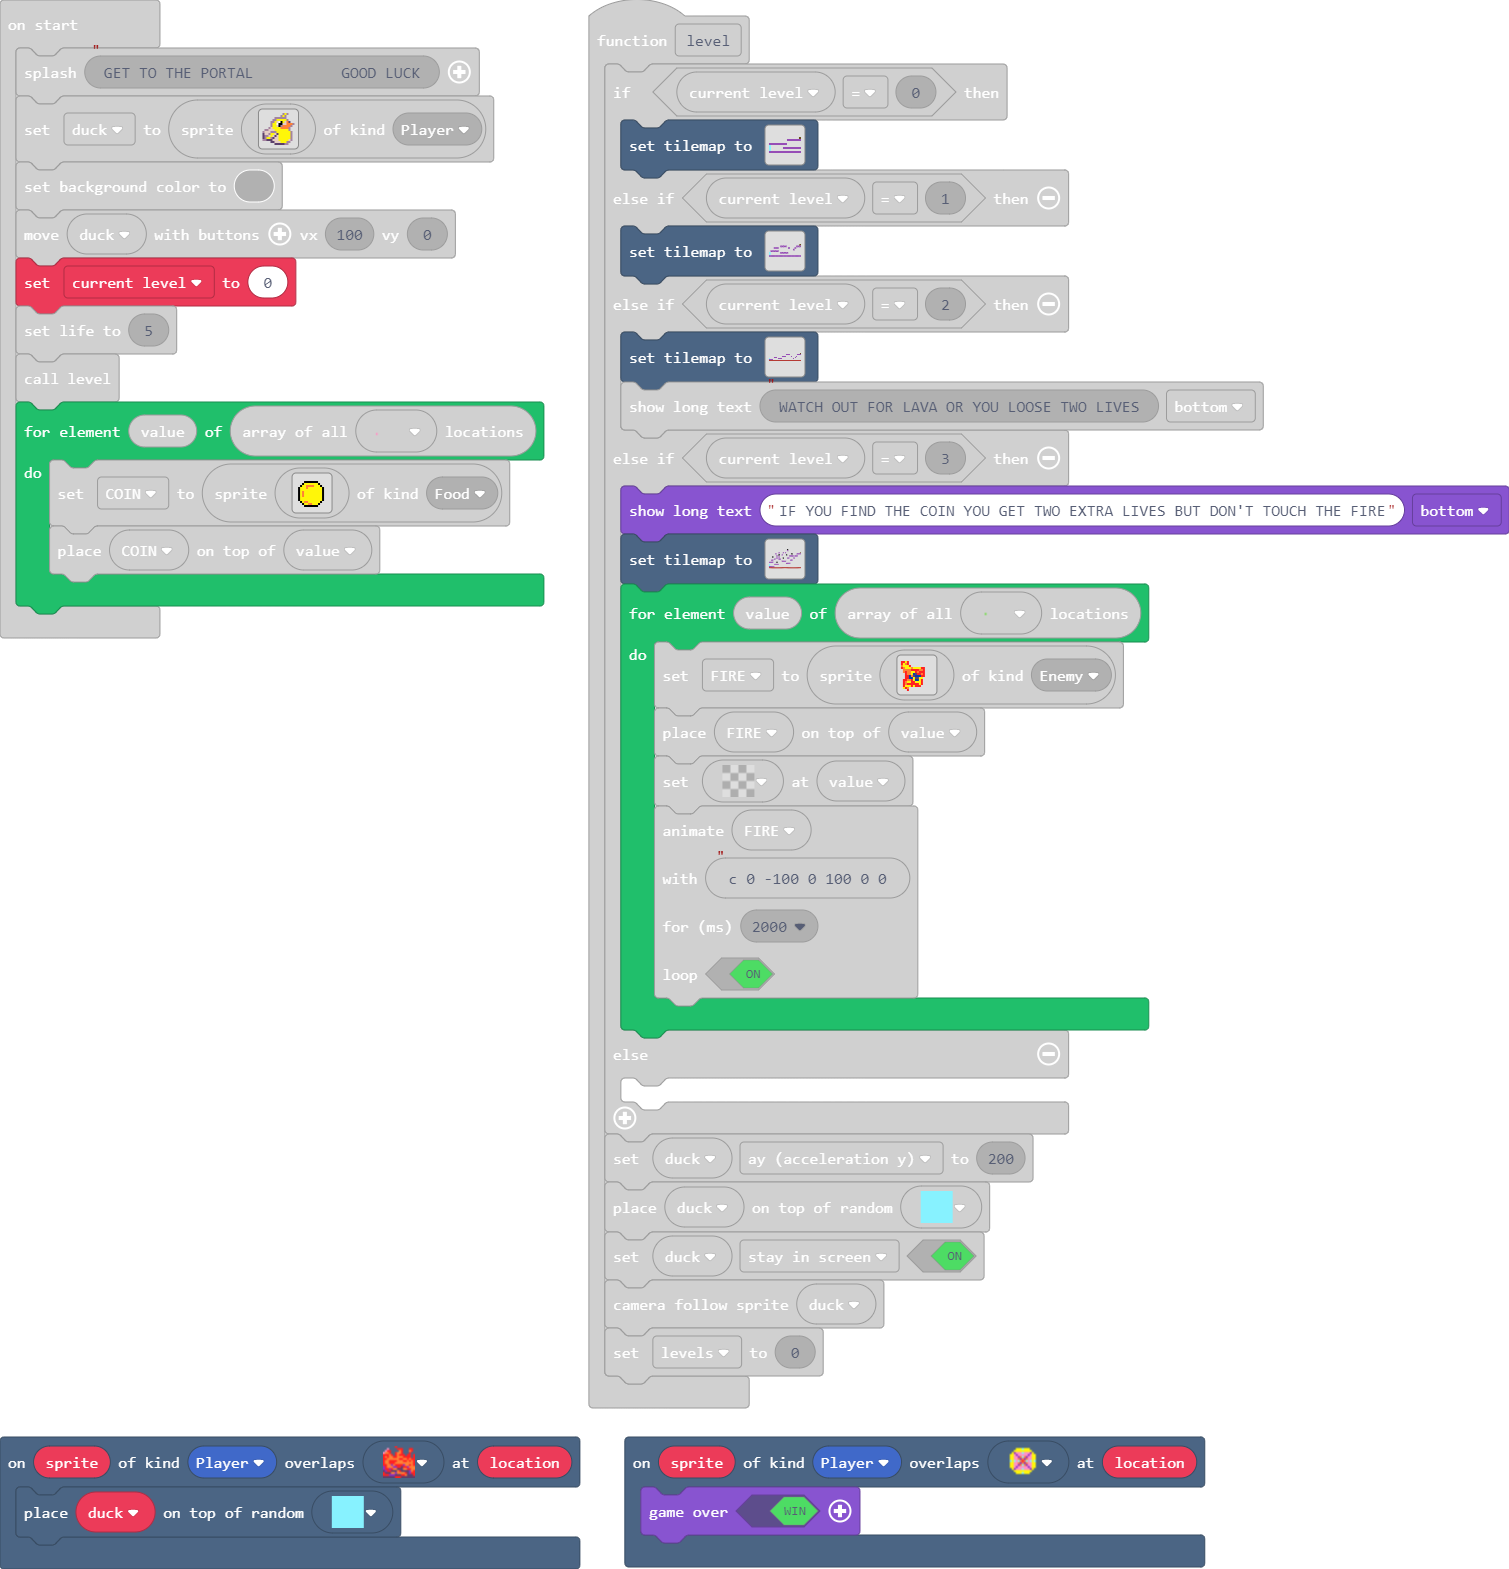 on start
splash " GET TO THE PORTAL GOOD LUCK
set duck to sprite of kind Player
set background color to
move duck with buttons vx 100 vy 0
set current level to 0
set life to 5
call level
for element value of array of all locations
do
set COIN to sprite of kind Food
place COIN on top of value
function level
if current level = 0 then
set tilemap to
else if current level = 1 then
set tilemap to
else if current level = 2 then
set tilemap to
show long text " WATCH OUT FOR LAVA OR YOU LOOSE TWO LIVES bottom
else if current level = 3 then
show long text "IF YOU FIND THE COIN YOU GET TWO EXTRA LIVES BUT DON'T TOUCH THE FIRE" bottom
set tilemap to
for element value of array of all locations
do
set FIRE to sprite of kind Enemy
place FIRE on top of value
set at value
animate FIRE
with " c 0 -100 0 100 0 0
for (ms) 2000
loop ON
else
set duck ay (acceleration y) to 200
place duck on top of random
set duck stay in screen ON
camera follow sprite duck
set levels to 0
on sprite of kind Player overlaps at location
place duck on top of random
on sprite of kind Player overlaps at location
game over WIN